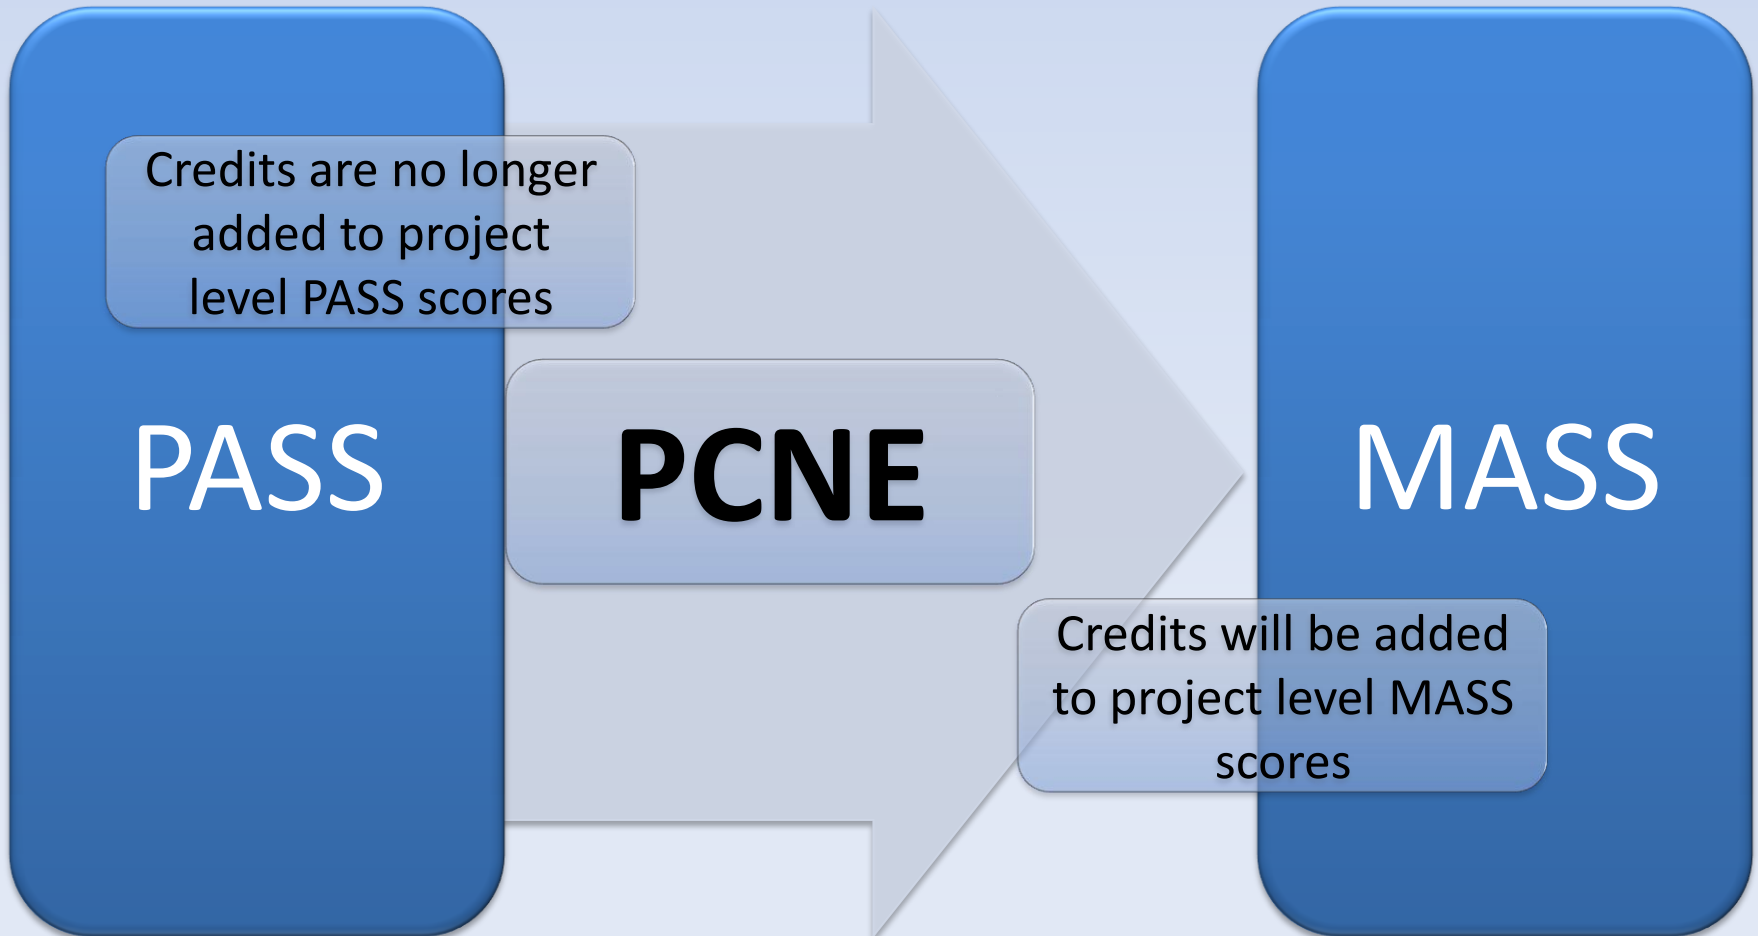 Credits are no longer
added to project
level PASS scores
PASS
PCNE
MASS
Credits will be added
to project level MASS
scores